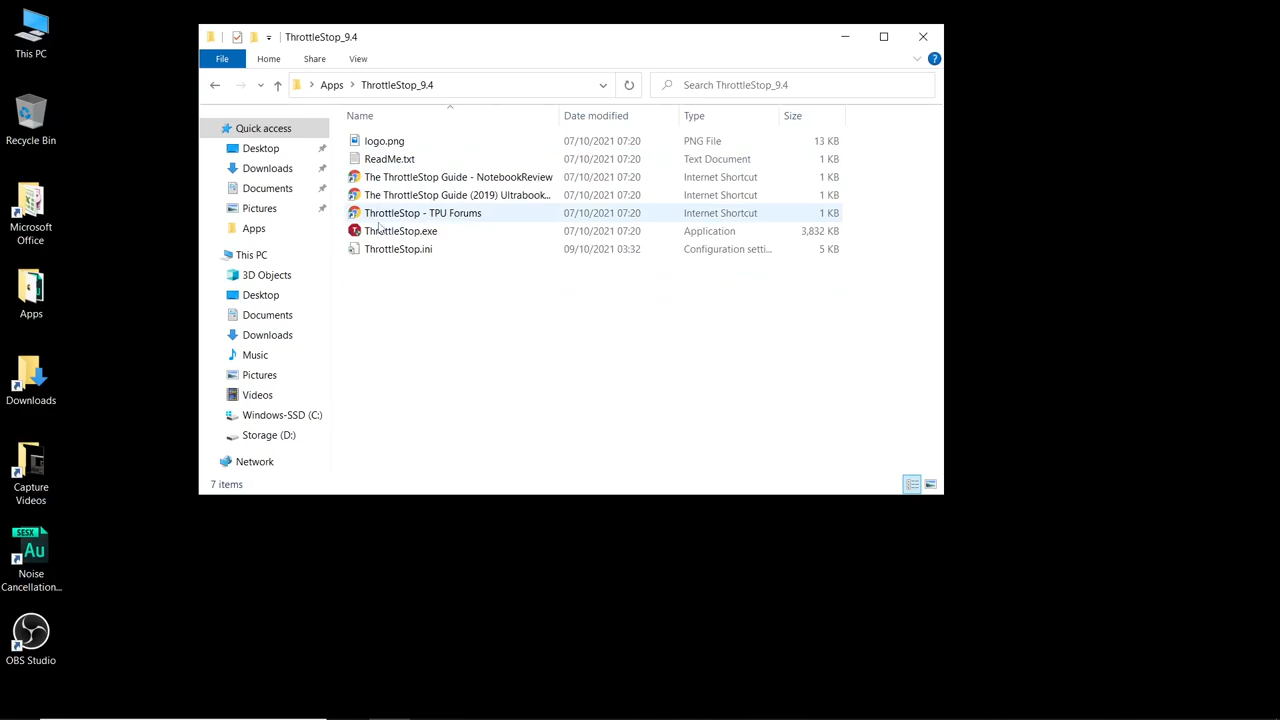 This PC
Recycle Bin
Microsoft
Office
Apps
Downloads
Capture
Videos
SESX
Au
Noise
Cancellation...
OBS Studio
ThrottleStop_9.4
File Home Share View
Apps ThrottleStop_9.4 Search ThrottleStop_9.4
Quick access
Desktop
Downloads
Documents
Pictures
Apps
This PC
3D Objects
Desktop
Documents
Downloads
Music
Pictures
Videos
Windows-SSD (C:)
Storage (D:)
Network
Name Date modified Type Size
logo.png 07/10/2021 07:20 PNG File 13 KB
ReadMe.txt 07/10/2021 07:20 Text Document 1 KB
The ThrottleStop Guide - NotebookReview 07/10/2021 07:20 Internet Shortcut 1 KB
The ThrottleStop Guide (2019) Ultrabook... 07/10/2021 07:20 Internet Shortcut 1 KB
ThrottleStop - TPU Forums 07/10/2021 07:20 Internet Shortcut 1 KB
ThrottleStop.exe 07/10/2021 07:20 Application 3,832 KB
ThrottleStop.ini 09/10/2021 03:32 Configuration setti... 5 KB
7 items